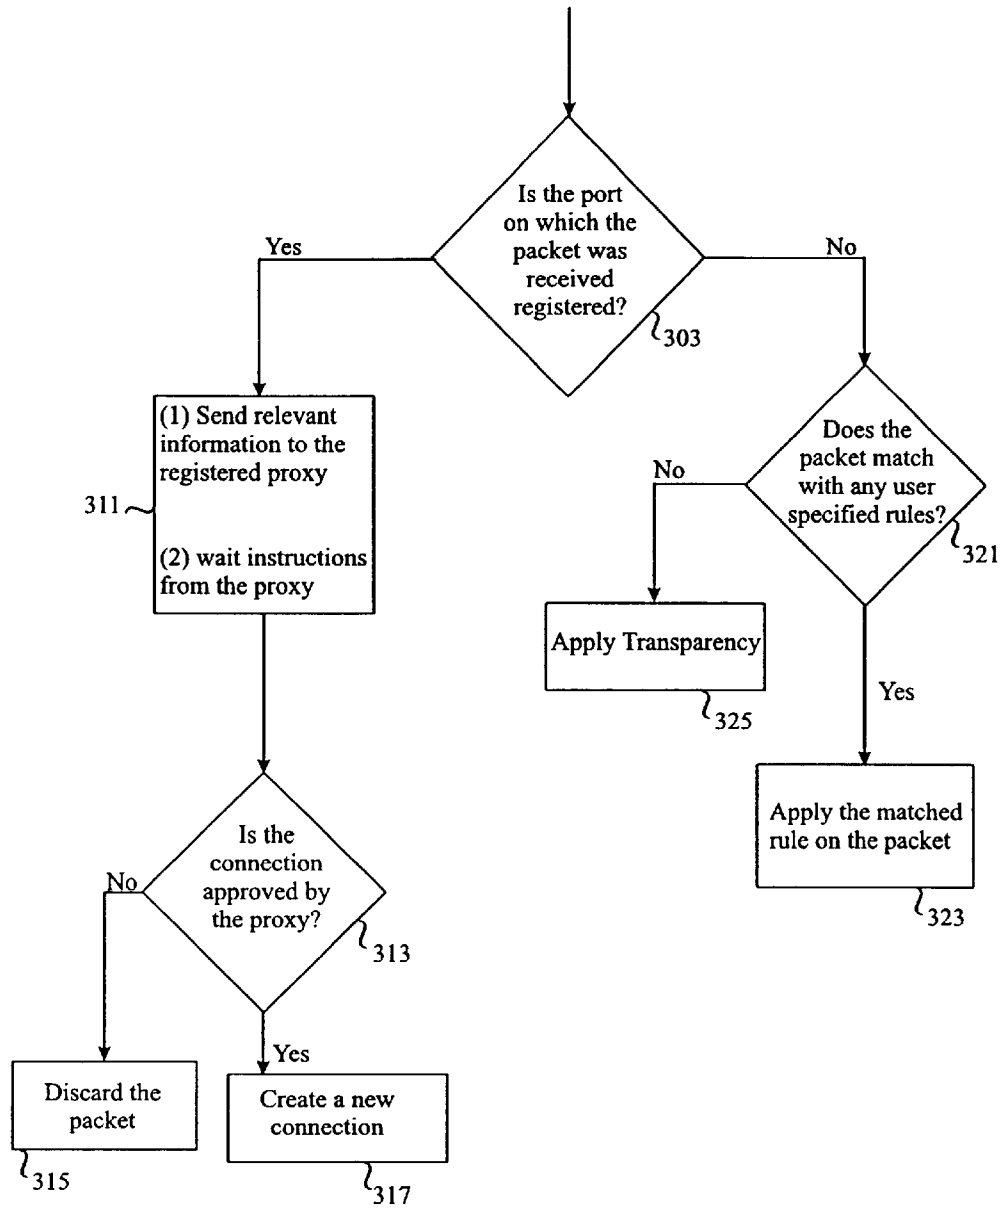 Is the port
on which the
packet was
received
registered?
303
Yes
No
(1) Send relevant
information to the
registered proxy
(2) wait instructions
from the proxy
311
Does the
packet match
with any user
specified rules?
321
No
Apply Transparency
325
Yes
Apply the matched
rule on the packet
323
Is the
connection
approved by
the proxy?
313
No
Yes
Discard the
packet
315
Create a new
connection
317